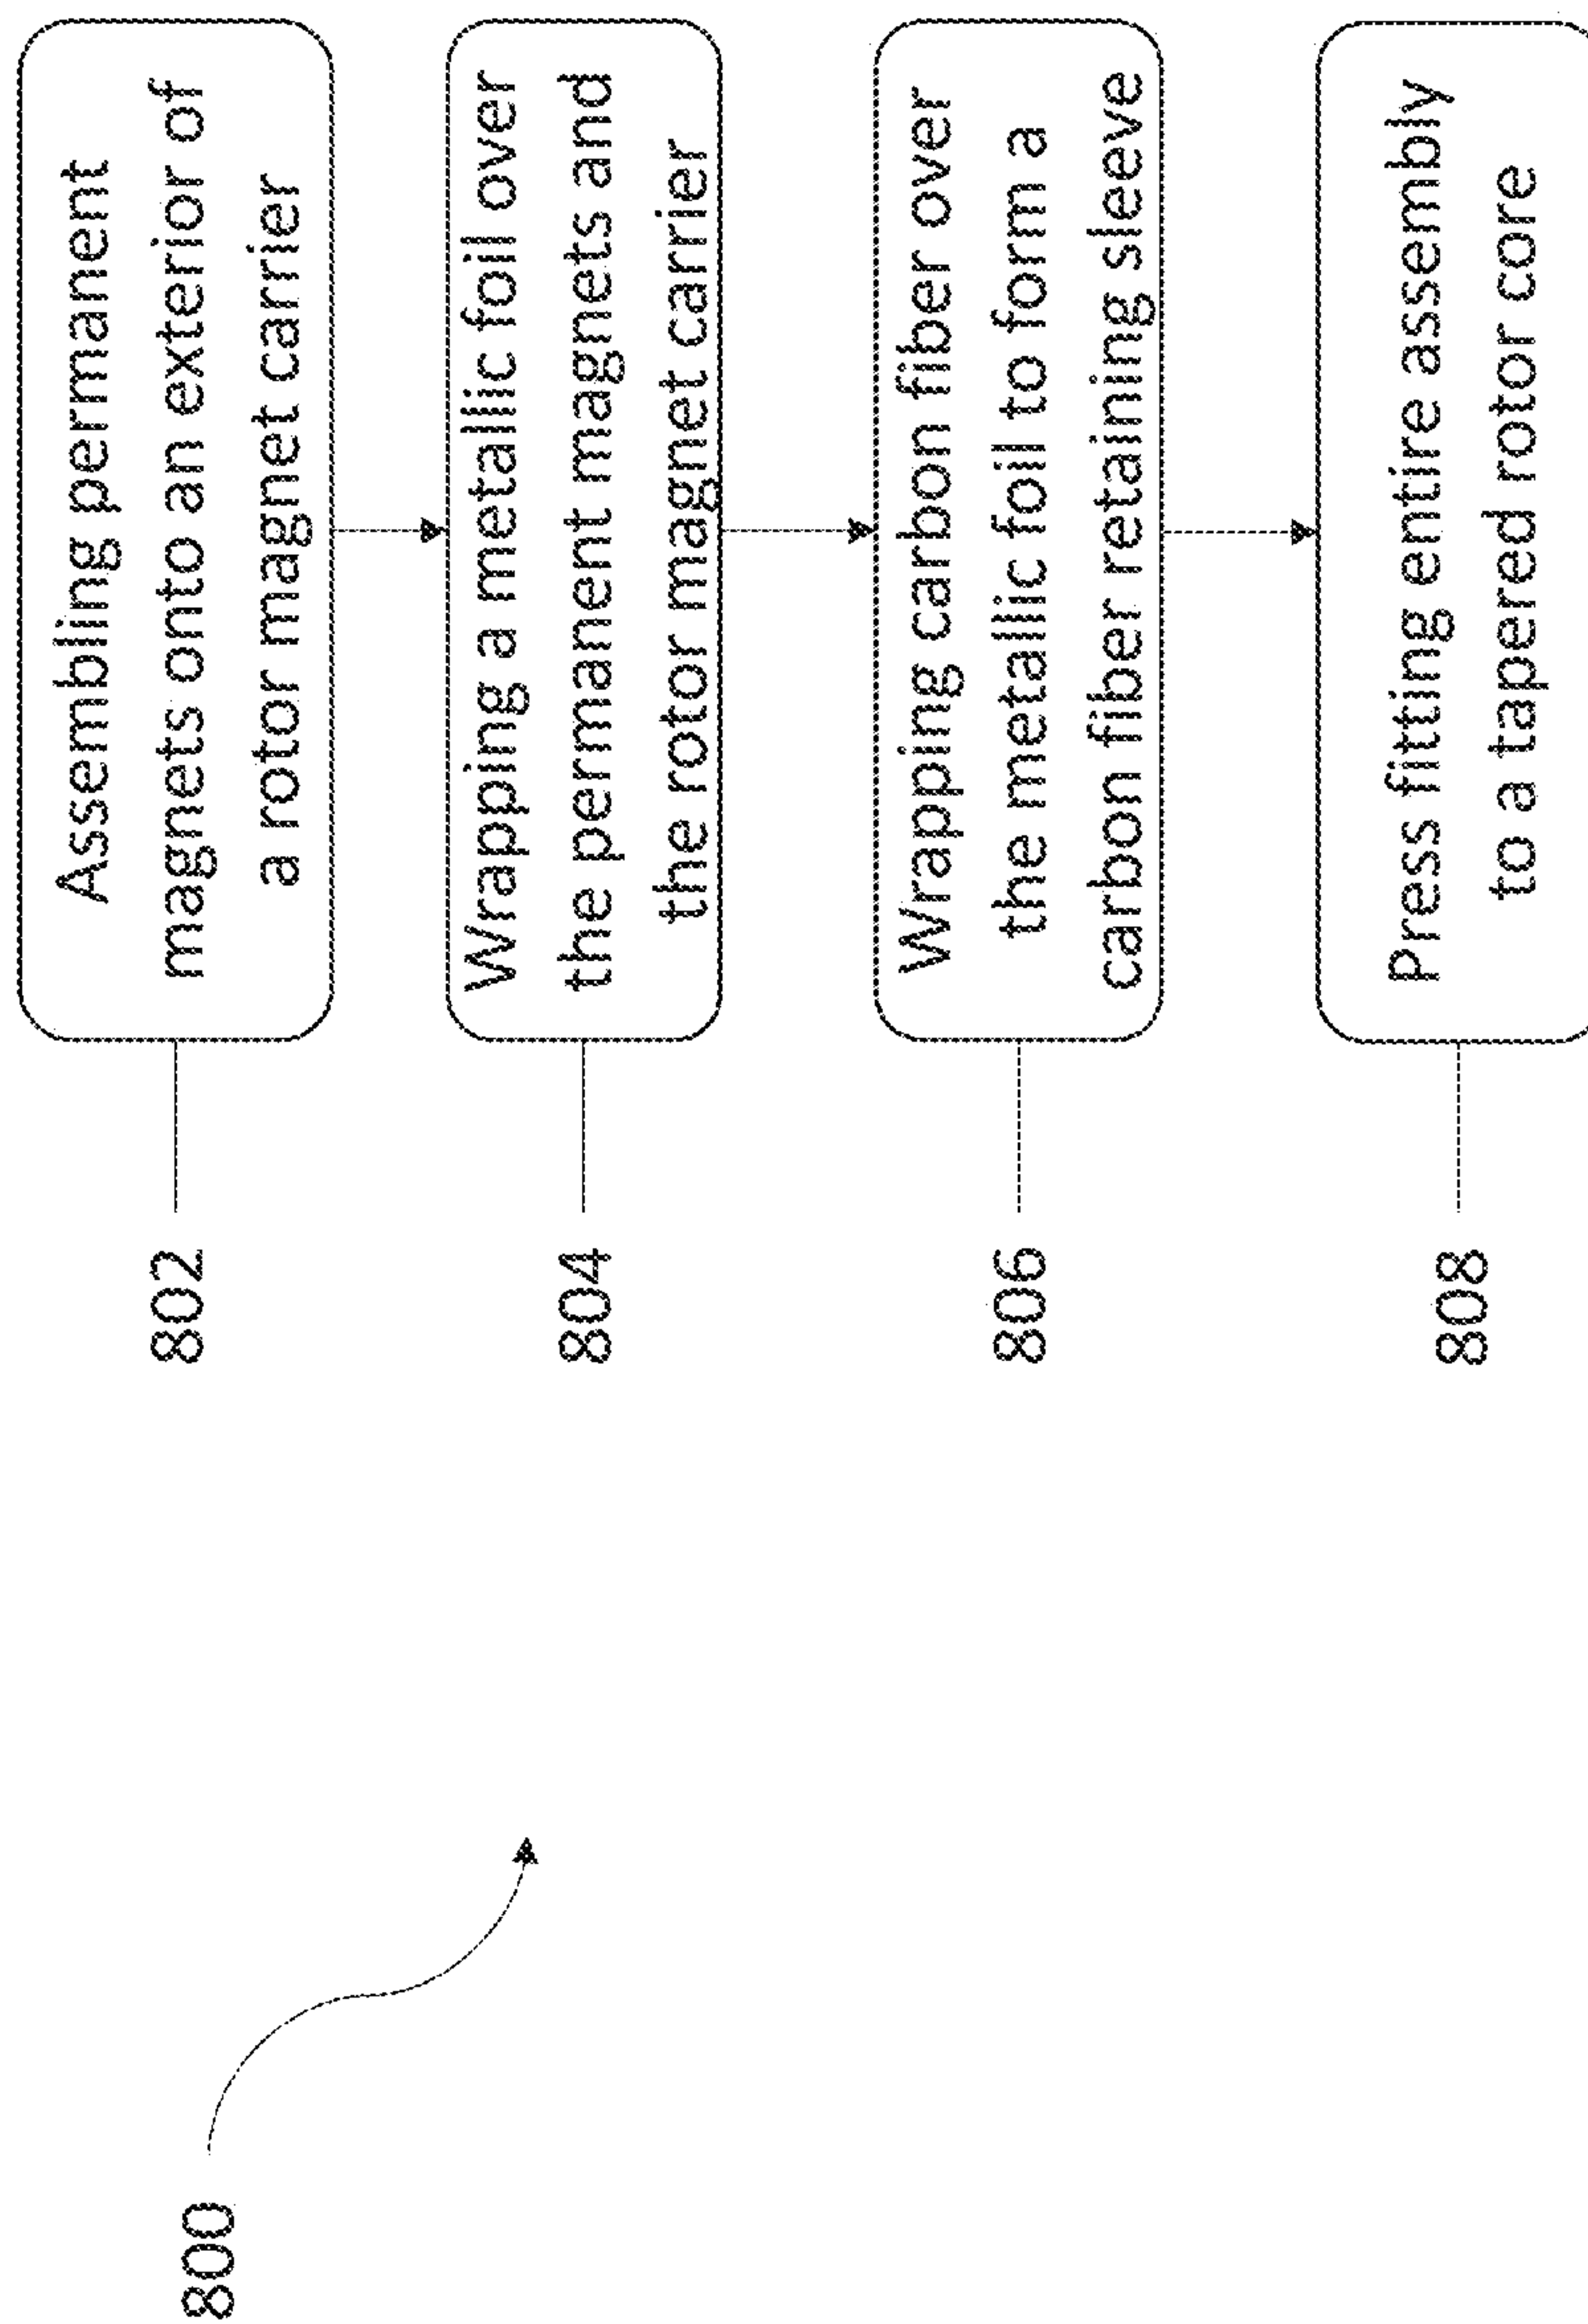 800
802
Assembling permanent
magnets onto an exterior of
a rotor magnet carrier
804
Wrapping a metallic foil over
the permanent magnets and
the rotor magnet carrier
806
Wrapping carbon fiber over
the metallic foil to form a
carbon fiber retaining sleeve
808
Press fitting entire assembly
to a tapered rotor core